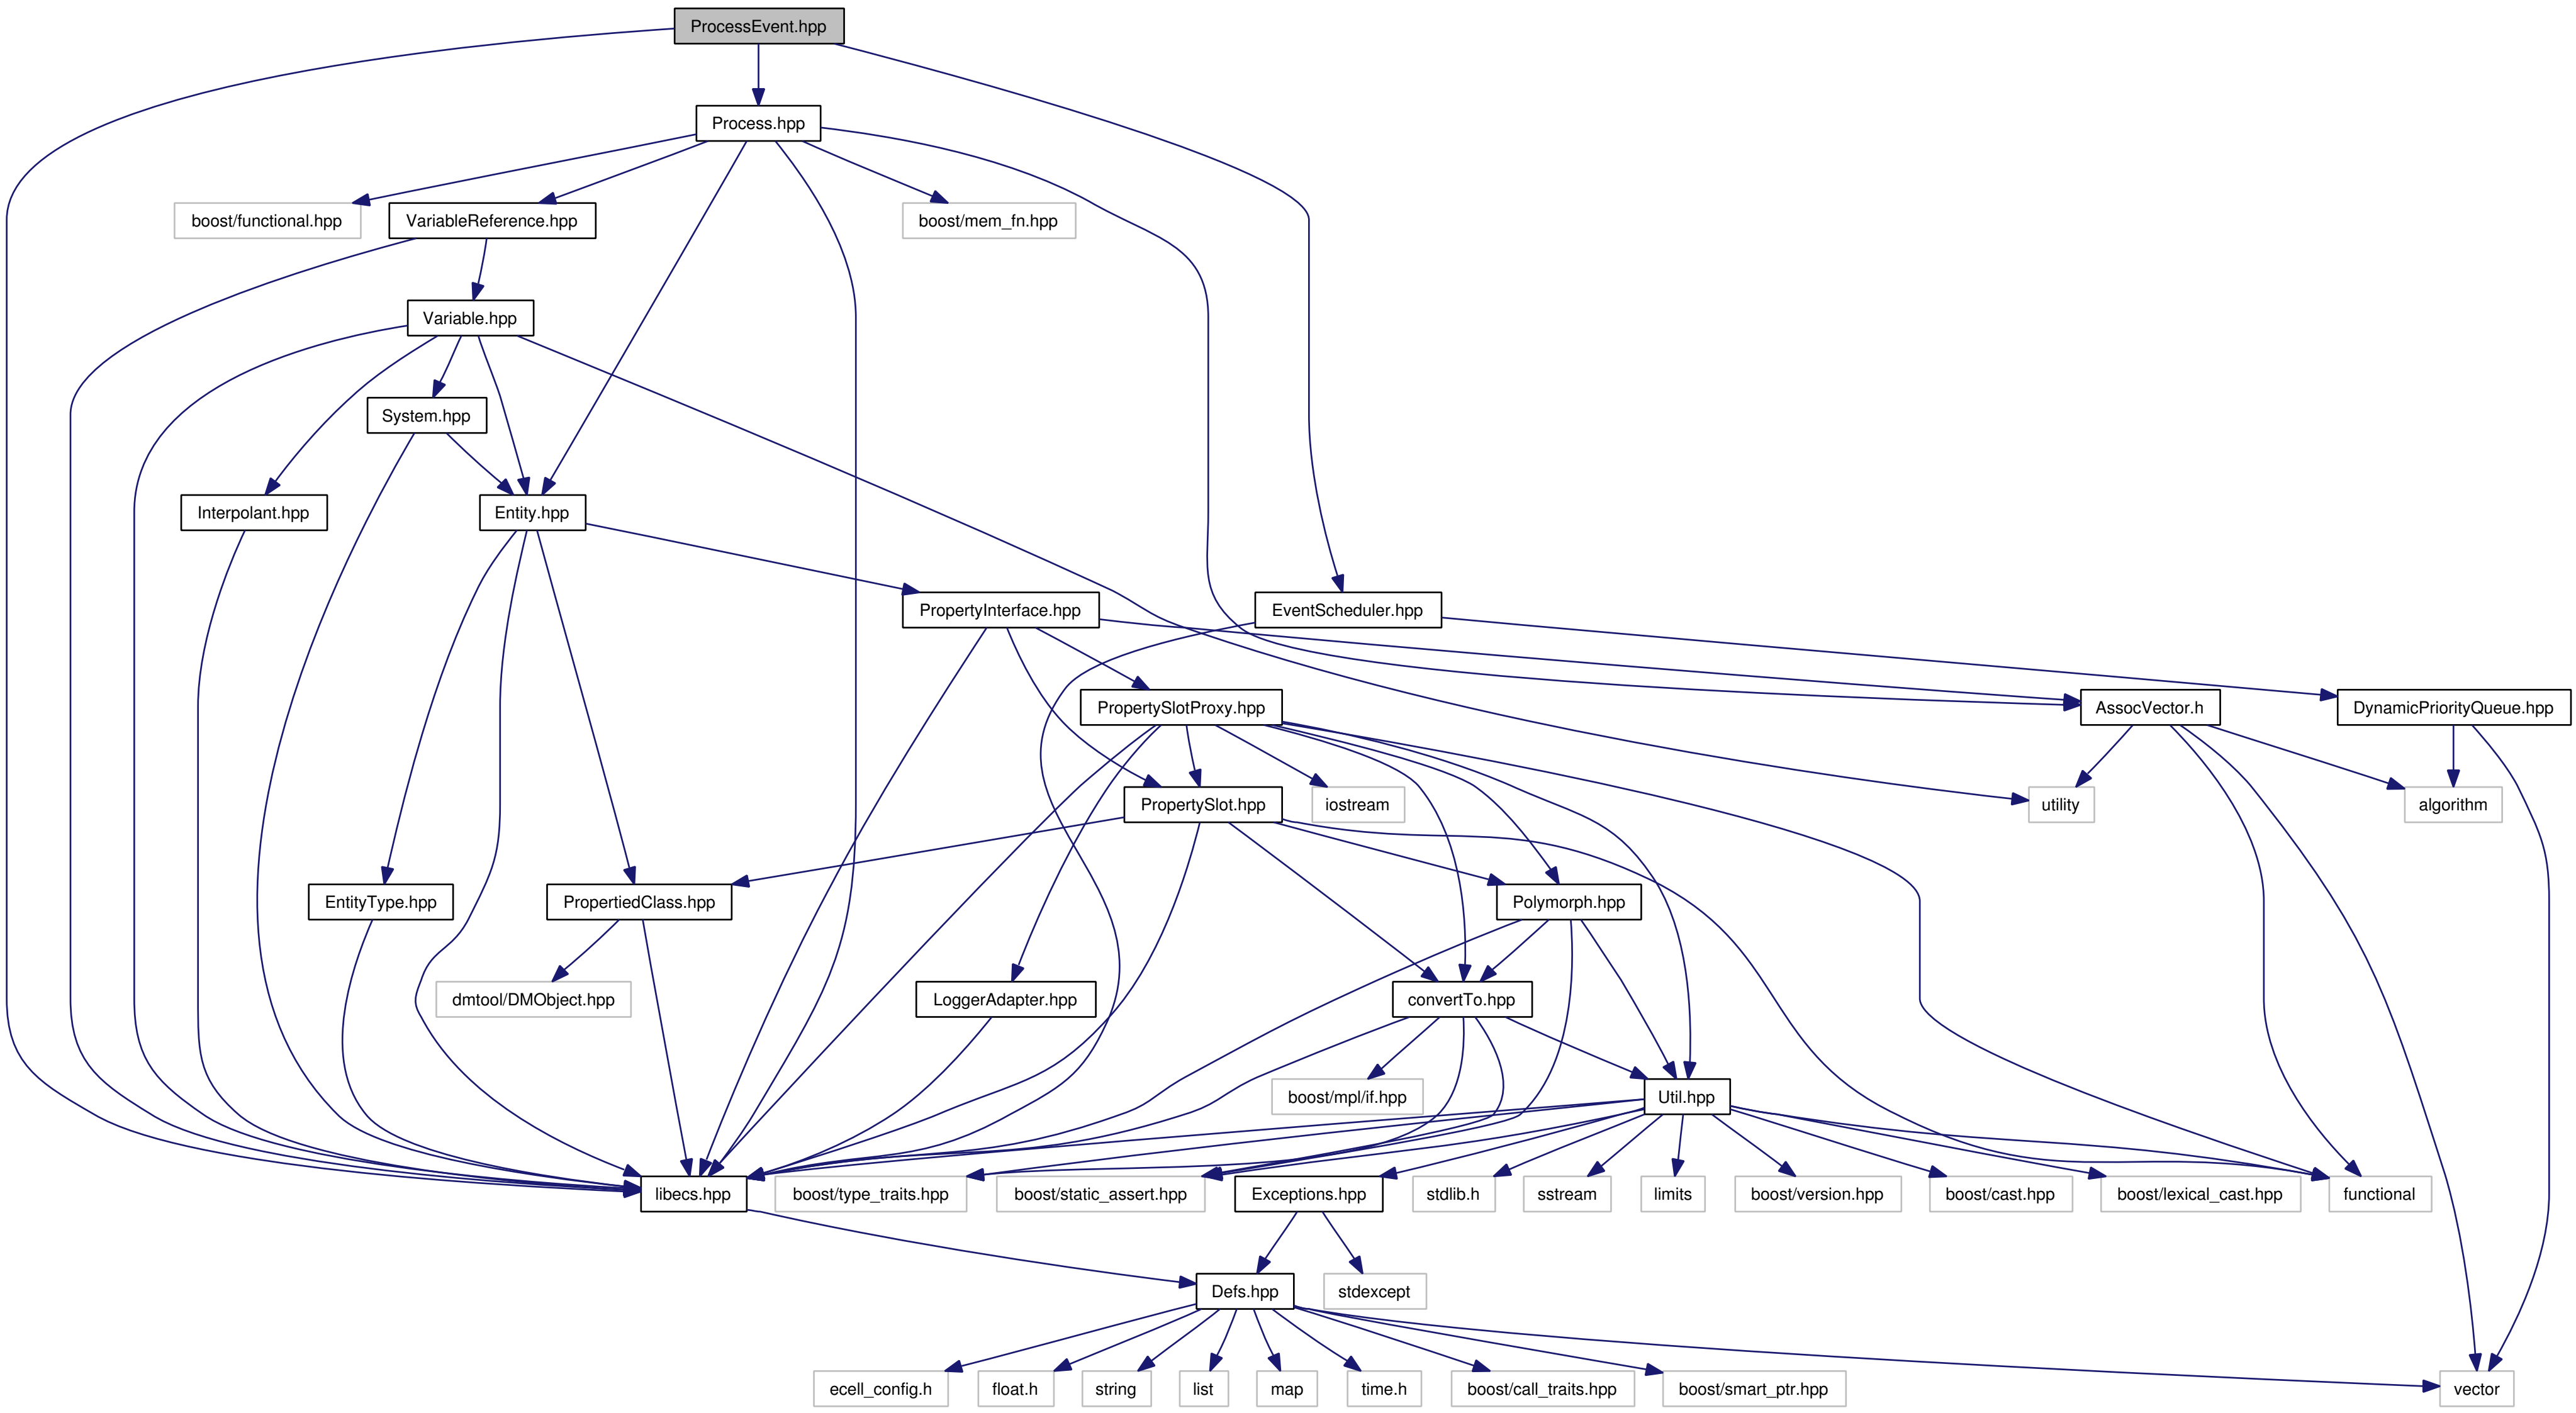 ProcessEvent.hpp
Process.hpp
boost/functional.hpp
VariableReference.hpp
boost/mem_fn.hpp
Variable.hpp
System.hpp
Interpolant.hpp
Entity.hpp
PropertyInterface.hpp
EventScheduler.hpp
PropertySlotProxy.hpp
AssocVector.h
DynamicPriorityQueue.hpp
PropertySlot.hpp
iostream
utility
algorithm
EntityType.hpp
PropertiedClass.hpp
Polymorph.hpp
dmtool/DMObject.hpp
LoggerAdapter.hpp
convertTo.hpp
boost/mpl/if.hpp
Util.hpp
libecs.hpp
boost/type_traits.hpp
boost/static_assert.hpp
Exceptions.hpp
stdlib.h
sstream
limits
boost/version.hpp
boost/cast.hpp
boost/lexical_cast.hpp
functional
Defs.hpp
stdexcept
ecell_config.h
float.h
string
list
map
time.h
boost/call_traits.hpp
boost/smart_ptr.hpp
vector